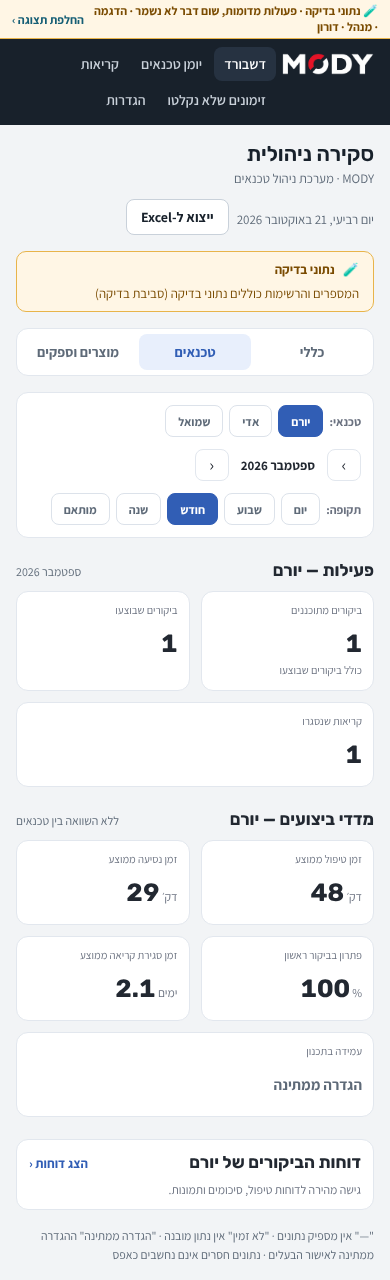 🧪 נתוני בדיקה · פעולות מדומות, שום דבר לא נשמר · הדגמה
· מנהל · דורון
החלפת תצוגה ›
MODY
דשבורד
יומן טכנאים
קריאות
זימונים שלא נקלטו
הגדרות
סקירה ניהולית
MODY · מערכת ניהול טכנאים
יום רביעי, 21 באוקטובר 2026
ייצוא ל-Excel
🧪 נתוני בדיקה
המספרים והרשימות כוללים נתוני בדיקה (סביבת בדיקה)
כללי
טכנאים
מוצרים וספקים
טכנאי:
יורם
אדי
שמואל
‹ ספטמבר 2026 ›
תקופה:
יום
שבוע
חודש
שנה
מותאם
פעילות — יורם
ספטמבר 2026
ביקורים מתוכננים
1
כולל ביקורים שבוצעו
ביקורים שבוצעו
1
קריאות שנסגרו
1
מדדי ביצועים — יורם
ללא השוואה בין טכנאים
זמן טיפול ממוצע
48 דק׳
זמן נסיעה ממוצע
29 דק׳
פתרון בביקור ראשון
100 %
זמן סגירת קריאה ממוצע
2.1 ימים
עמידה בתכנון
הגדרה ממתינה
דוחות הביקורים של יורם
הצג דוחות ›
גישה מהירה לדוחות טיפול, סיכומים ותמונות.
"—" אין מספיק נתונים · "לא זמין" אין נתון מובנה · "הגדרה ממתינה" ההגדרה
ממתינה לאישור הבעלים · נתונים חסרים אינם נחשבים כאפס